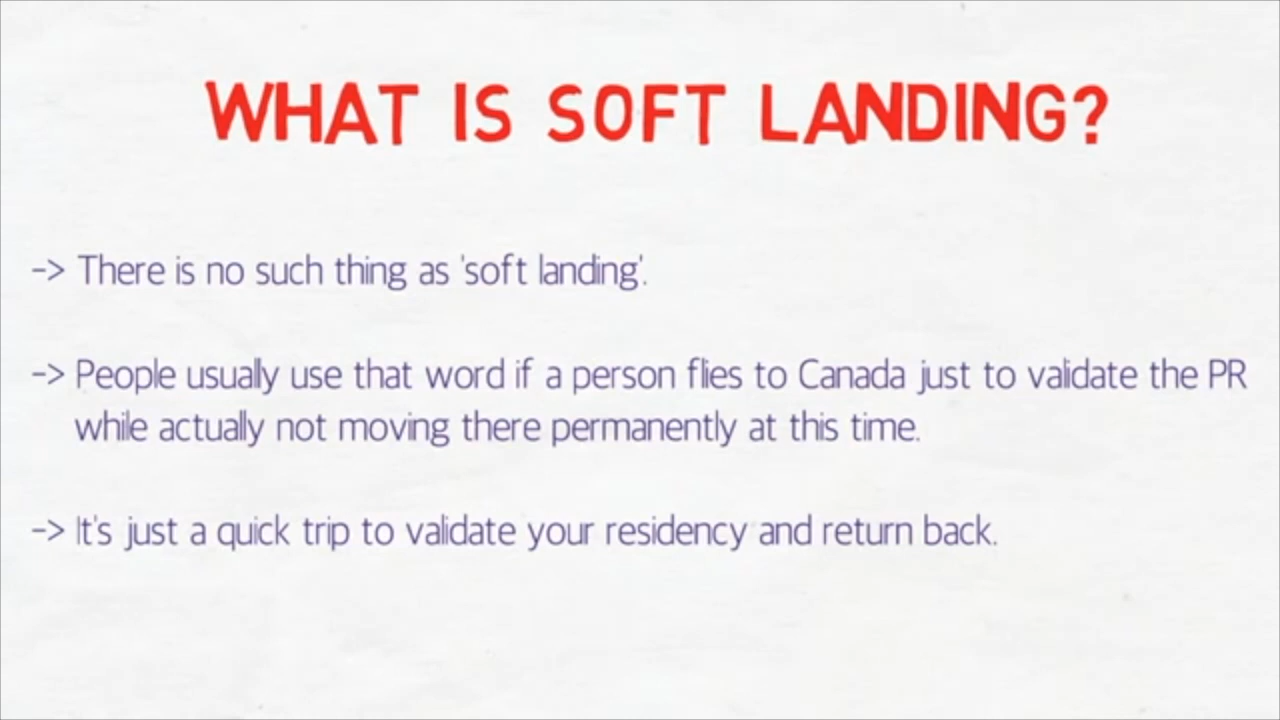 WHAT IS SOFT LANDING?
-> There is no such thing as 'soft landing'.
-> People usually use that word if a person flies to Canada just to validate the PR
while actually not moving there permanently at this time.
-> It's just a quick trip to validate your residency and return back.